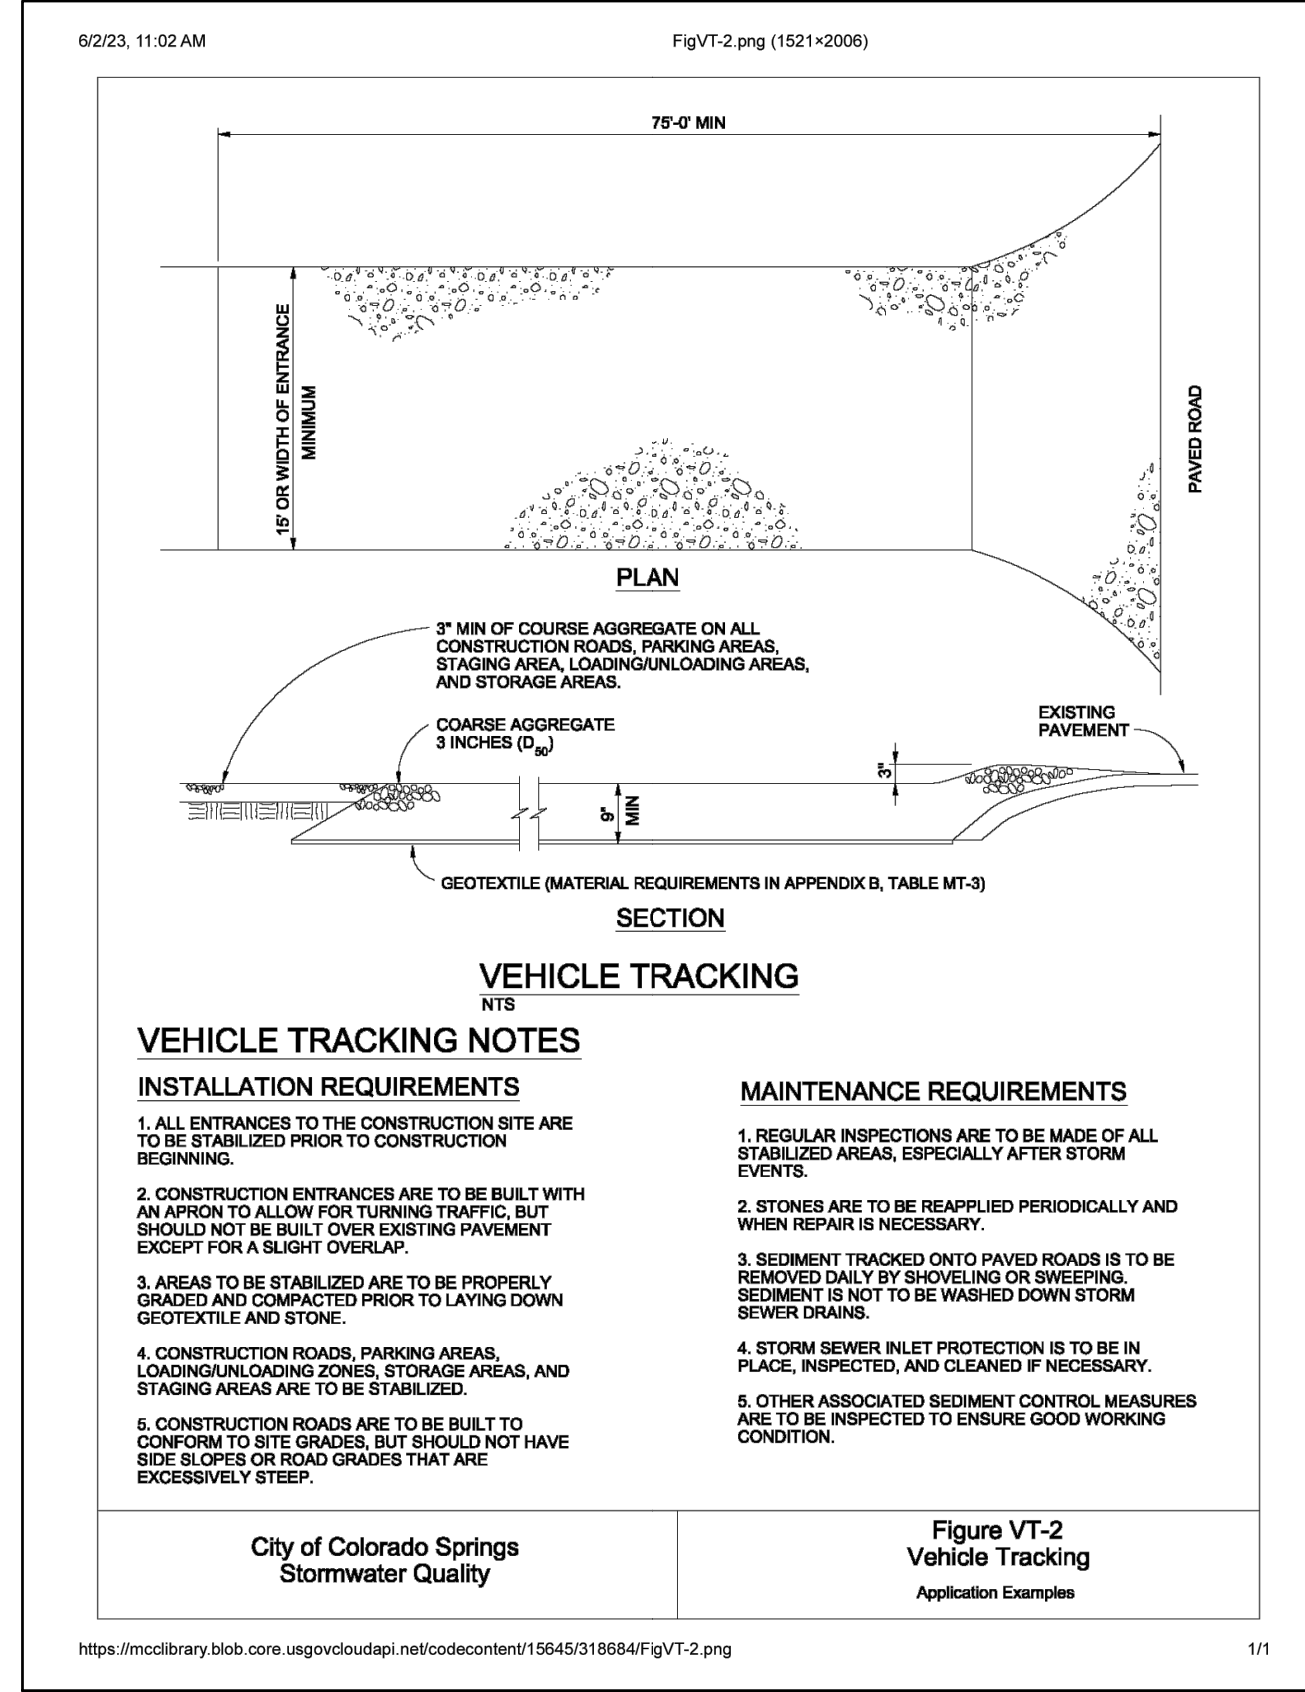 6/2/23, 11:02 AM
FigVT-2.png (1521×2006)
75'-0' MIN
15' OR WIDTH OF ENTRANCE
MINIMUM
PAVED ROAD
PLAN
3" MIN OF COURSE AGGREGATE ON ALL
CONSTRUCTION ROADS, PARKING AREAS,
STAGING AREA, LOADING/UNLOADING AREAS,
AND STORAGE AREAS.
COARSE AGGREGATE
3 INCHES (D50)
EXISTING
PAVEMENT
3"
9"
MIN
GEOTEXTILE (MATERIAL REQUIREMENTS IN APPENDIX B, TABLE MT-3)
SECTION
VEHICLE TRACKING
NTS
VEHICLE TRACKING NOTES
INSTALLATION REQUIREMENTS
1. ALL ENTRANCES TO THE CONSTRUCTION SITE ARE
TO BE STABILIZED PRIOR TO CONSTRUCTION
BEGINNING.
2. CONSTRUCTION ENTRANCES ARE TO BE BUILT WITH
AN APRON TO ALLOW FOR TURNING TRAFFIC, BUT
SHOULD NOT BE BUILT OVER EXISTING PAVEMENT
EXCEPT FOR A SLIGHT OVERLAP.
3. AREAS TO BE STABILIZED ARE TO BE PROPERLY
GRADED AND COMPACTED PRIOR TO LAYING DOWN
GEOTEXTILE AND STONE.
4. CONSTRUCTION ROADS, PARKING AREAS,
LOADING/UNLOADING ZONES, STORAGE AREAS, AND
STAGING AREAS ARE TO BE STABILIZED.
5. CONSTRUCTION ROADS ARE TO BE BUILT TO
CONFORM TO SITE GRADES, BUT SHOULD NOT HAVE
SIDE SLOPES OR ROAD GRADES THAT ARE
EXCESSIVELY STEEP.
MAINTENANCE REQUIREMENTS
1. REGULAR INSPECTIONS ARE TO BE MADE OF ALL
STABILIZED AREAS, ESPECIALLY AFTER STORM
EVENTS.
2. STONES ARE TO BE REAPPLIED PERIODICALLY AND
WHEN REPAIR IS NECESSARY.
3. SEDIMENT TRACKED ONTO PAVED ROADS IS TO BE
REMOVED DAILY BY SHOVELING OR SWEEPING.
SEDIMENT IS NOT TO BE WASHED DOWN STORM
SEWER DRAINS.
4. STORM SEWER INLET PROTECTION IS TO BE IN
PLACE, INSPECTED, AND CLEANED IF NECESSARY.
5. OTHER ASSOCIATED SEDIMENT CONTROL MEASURES
ARE TO BE INSPECTED TO ENSURE GOOD WORKING
CONDITION.
City of Colorado Springs
Stormwater Quality
Figure VT-2
Vehicle Tracking
Application Examples
https://mcclibrary.blob.core.usgovcloudapi.net/codecontent/15645/318684/FigVT-2.png
1/1